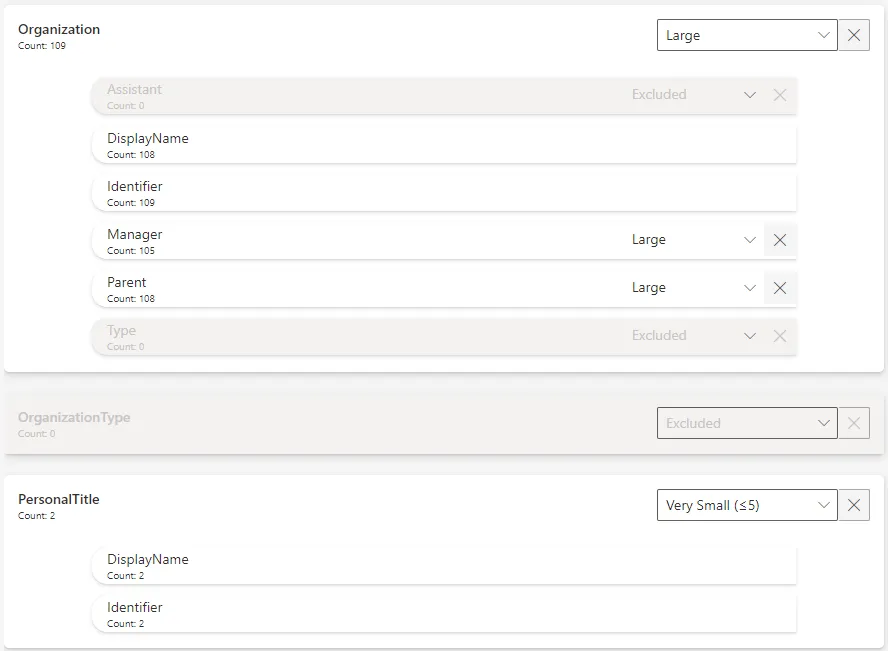 Organization
Count: 109
Large
Assistant
Count: 0
Excluded
DisplayName
Count: 108
Identifier
Count: 109
Manager
Count: 105
Large
Parent
Count: 108
Large
Type
Count: 0
Excluded
OrganizationType
Count: 0
Excluded
PersonalTitle
Count: 2
Very Small (≤5)
DisplayName
Count: 2
Identifier
Count: 2